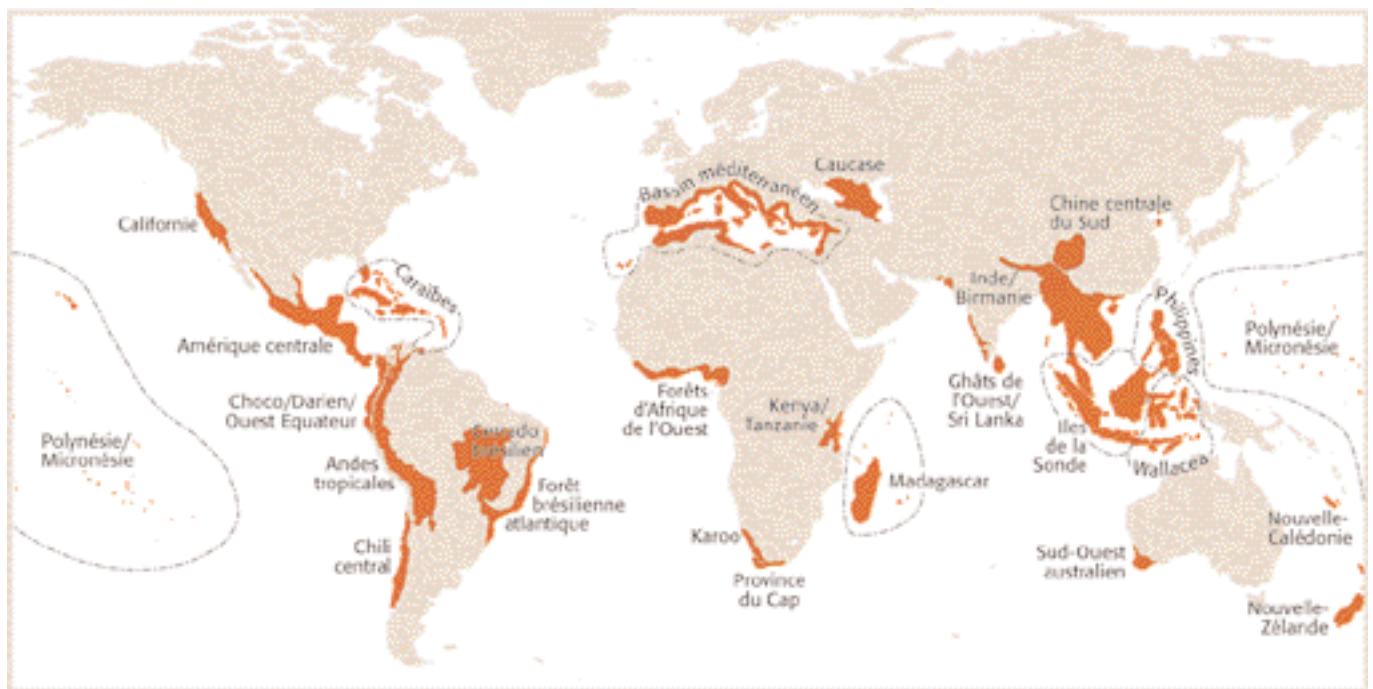 Caucase
Bassin méditerranéen
Chine centrale
du Sud
Californie
Caraïbes
Inde/
Birmanie
Philippines
Amérique centrale
Polynésie/
Micronésie
Choco/Darien/
Ouest Equateur
Forêts
d'Afrique
de l'Ouest
Kenya/
Tanzanie
Ghâts de
l'Ouest/
Sri Lanka
Iles
de la
Sonde
Wallacea
Polynésie/
Micronésie
Andes
tropicales
Forêt
brésilienne
atlantique
Madagascar
Nouvelle-
Calédonie
Chili
central
Karoo
Province
du Cap
Sud-Ouest
australien
Nouvelle-
Zélande